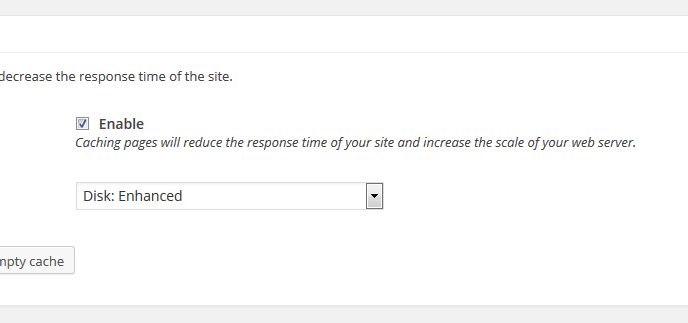 decrease the response time of the site.
Enable
Caching pages will reduce the response time of your site and increase the scale of your web server.
Disk: Enhanced
mpty cache